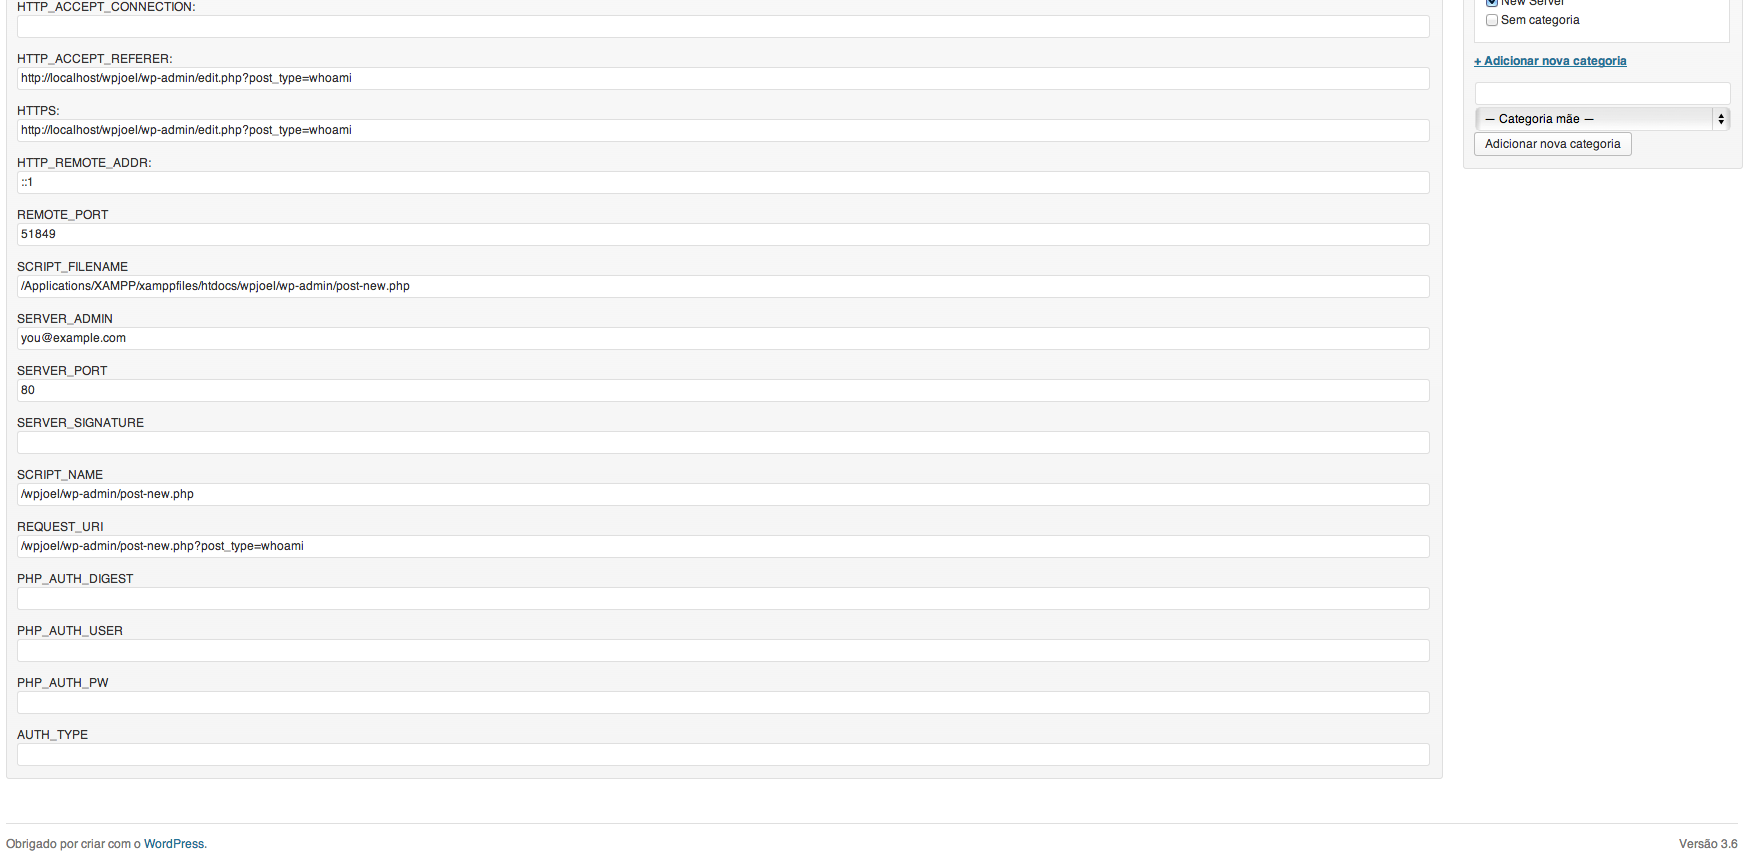 HTTP_ACCEPT_CONNECTION:
HTTP_ACCEPT_REFERER:
http://localhost/wpjoel/wp-admin/edit.php?post_type=whoami
HTTPS:
http://localhost/wpjoel/wp-admin/edit.php?post_type=whoami
HTTP_REMOTE_ADDR:
::1
REMOTE_PORT
51849
SCRIPT_FILENAME
/Applications/XAMPP/xamppfiles/htdocs/wpjoel/wp-admin/post-new.php
SERVER_ADMIN
you@example.com
SERVER_PORT
80
SERVER_SIGNATURE
SCRIPT_NAME
/wpjoel/wp-admin/post-new.php
REQUEST_URI
/wpjoel/wp-admin/post-new.php?post_type=whoami
PHP_AUTH_DIGEST
PHP_AUTH_USER
PHP_AUTH_PW
AUTH_TYPE
New Server
Sem categoria
+ Adicionar nova categoria
— Categoria mãe —
Adicionar nova categoria
Obrigado por criar com o WordPress.
Versão 3.6